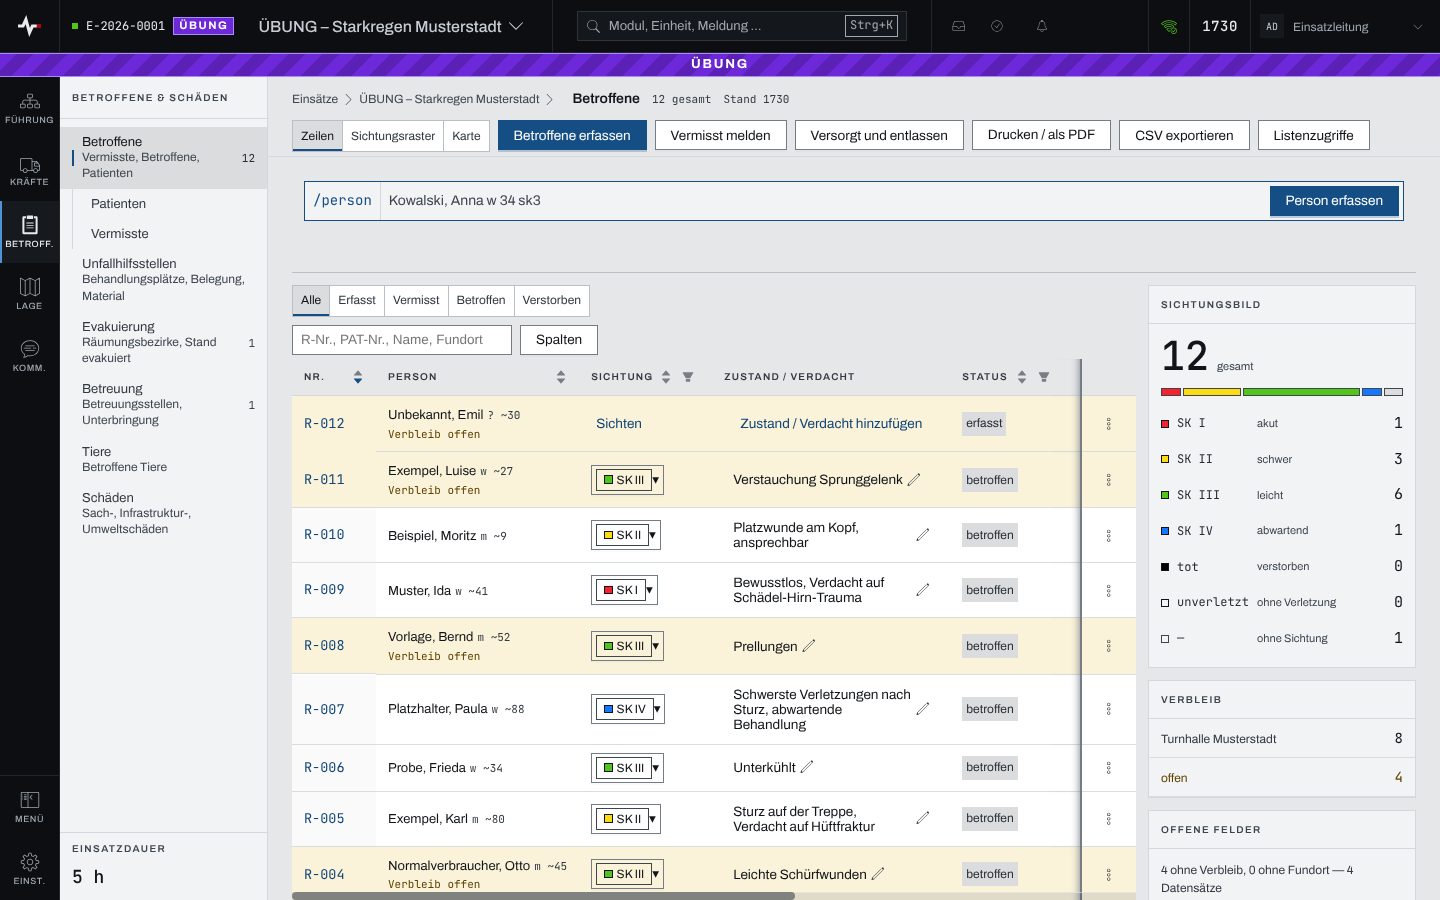 E-2026-0001 ÜBUNG ÜBUNG – Starkregen Musterstadt Modul, Einheit, Meldung ... Strg+K 1730 AD Einsatzleitung
ÜBUNG
FÜHRUNG
KRÄFTE
BETROFF.
LAGE
KOMM.
MENÜ
EINST.
BETROFFENE & SCHÄDEN
Betroffene
Vermisste, Betroffene, 12
Patienten
Patienten
Vermisste
Unfallhilfsstellen
Behandlungsplätze, Belegung,
Material
Evakuierung
Räumungsbezirke, Stand 1
evakuiert
Betreuung
Betreuungsstellen, 1
Unterbringung
Tiere
Betroffene Tiere
Schäden
Sach-, Infrastruktur-,
Umweltschäden
EINSATZDAUER
5 h
Einsätze ÜBUNG – Starkregen Musterstadt Betroffene 12 gesamt Stand 1730
Zeilen Sichtungsraster Karte Betroffene erfassen Vermisst melden Versorgt und entlassen Drucken / als PDF CSV exportieren Listenzugriffe
/person Kowalski, Anna w 34 sk3 Person erfassen
Alle Erfasst Vermisst Betroffen Verstorben
R-Nr., PAT-Nr., Name, Fundort Spalten
NR. PERSON SICHTUNG ZUSTAND / VERDACHT STATUS
R-012 Unbekannt, Emil ? ~30 Sichten Zustand / Verdacht hinzufügen erfasst
Verbleib offen
R-011 Exempel, Luise w ~27 SK III Verstauchung Sprunggelenk betroffen
Verbleib offen
R-010 Beispiel, Moritz m ~9 SK II Platzwunde am Kopf, betroffen
ansprechbar
R-009 Muster, Ida w ~41 SK I Bewusstlos, Verdacht auf betroffen
Schädel-Hirn-Trauma
R-008 Vorlage, Bernd m ~52 SK III Prellungen betroffen
Verbleib offen
R-007 Platzhalter, Paula w ~88 SK IV Schwerste Verletzungen nach betroffen
Sturz, abwartende
Behandlung
R-006 Probe, Frieda w ~34 SK III Unterkühlt betroffen
R-005 Exempel, Karl m ~80 SK II Sturz auf der Treppe, betroffen
Verdacht auf Hüftfraktur
R-004 Normalverbraucher, Otto m ~45 SK III Leichte Schürfwunden betroffen
Verbleib offen
SICHTUNGSBILD
12 gesamt
SK I akut 1
SK II schwer 3
SK III leicht 6
SK IV abwartend 1
tot verstorben 0
unverletzt ohne Verletzung 0
– ohne Sichtung 1
VERBLEIB
Turnhalle Musterstadt 8
offen 4
OFFENE FELDER
4 ohne Verbleib, 0 ohne Fundort — 4
Datensätze